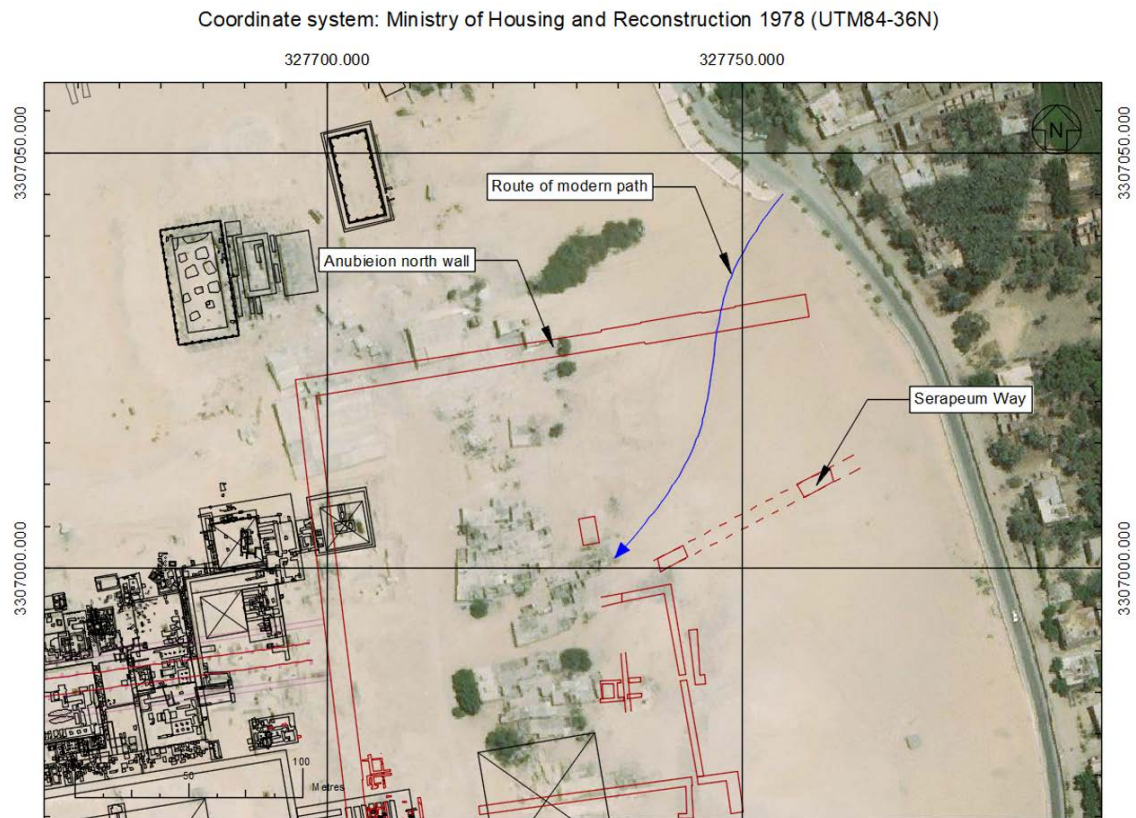 Coordinate system: Ministry of Housing and Reconstruction 1978 (UTM84-36N)
327700.000
327750.000
3307050.000
3307050.000
N
Route of modern path
Anubieion north wall
Serapeum Way
3307000.000
3307000.000
50
100
Metres